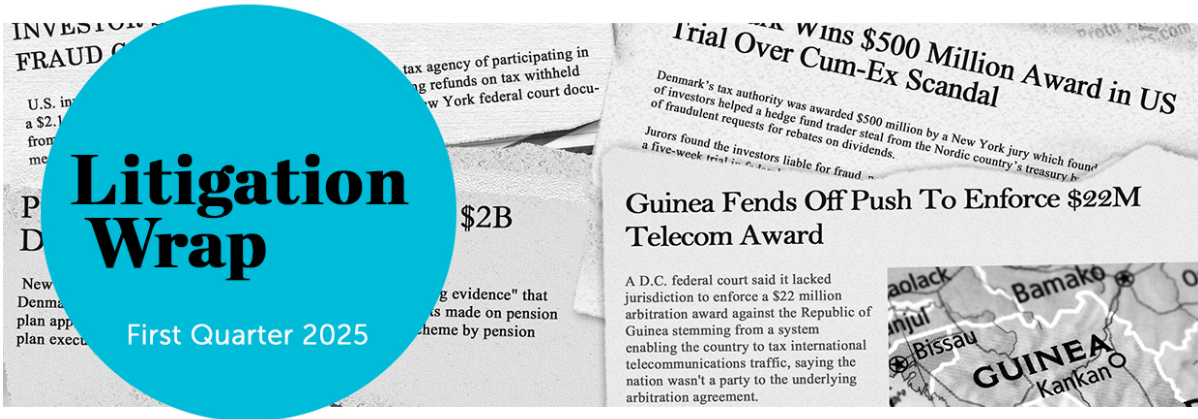 INVESTOR
FRAUD
U.S.
a $2.1
from
tax agency of participating in
refunds on tax withheld
York federal court docu-
Wins $500 Million Award in US
Trial Over Cum-Ex Scandal
Denmark's tax authority was awarded $500 million by a New York jury which found
of investors helped a hedge fund trader steal from the Nordic country's treasury
of fraudulent requests for rebates on dividends.
Jurors found the investors liable for fraud
a five-week trial in
Litigation
Wrap
First Quarter 2025
$2B
New
plan
plan
evidence" that
made on pension
by pension
Guinea Fends Off Push To Enforce $22M
Telecom Award
A D.C. federal court said it lacked
jurisdiction to enforce a $22 million
arbitration award against the Republic of
Guinea stemming from a system
enabling the country to tax international
telecommunications traffic, saying the
nation wasn't a party to the underlying
arbitration agreement.
aolack
Bamako
anjul
Bissau
GUINEA
Kankan